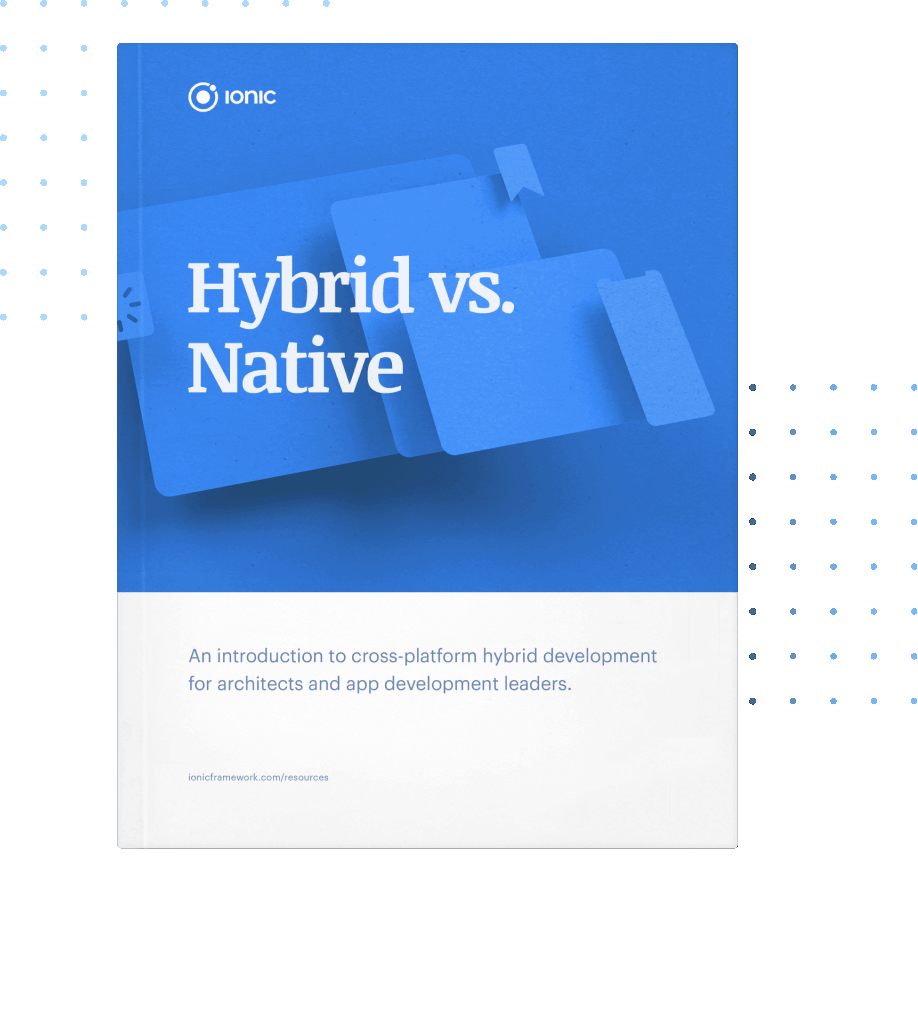 IONIC
Hybrid vs.
Native
An introduction to cross-platform hybrid development
for architects and app development leaders.
ionicframework.com/resources